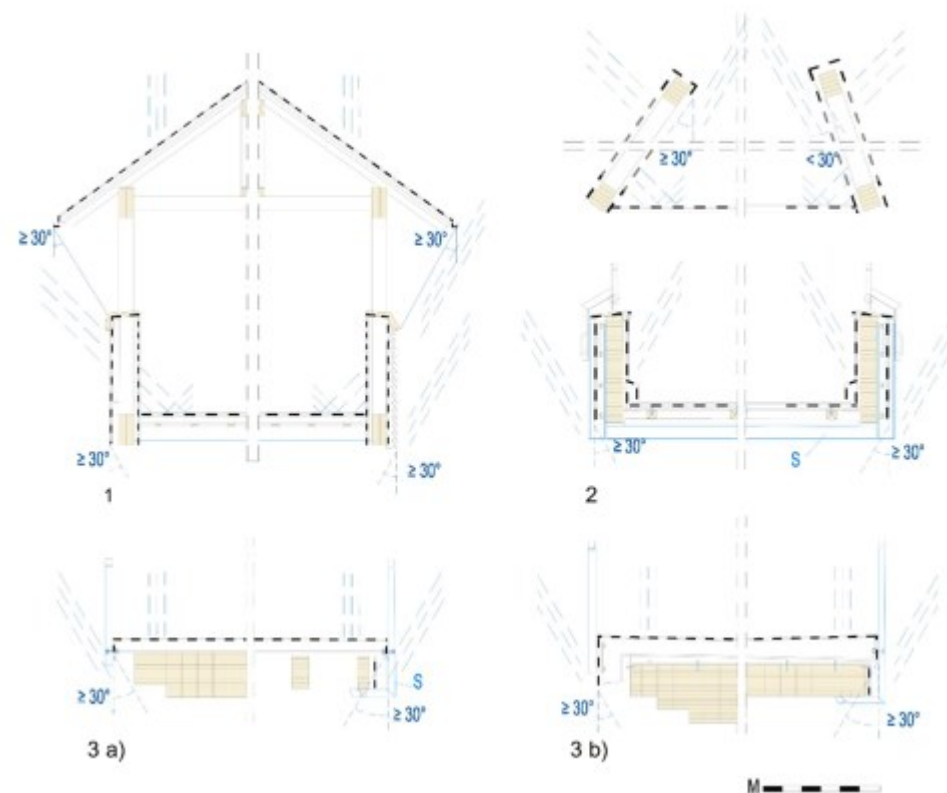 ≥ 30° < 30°
≥ 30° ≥ 30°
≥ 30° ≥ 30°
1
≥ 30° S ≥ 30°
2
≥ 30° S
≥ 30°
3 a)
≥ 30° ≥ 30°
3 b)
M